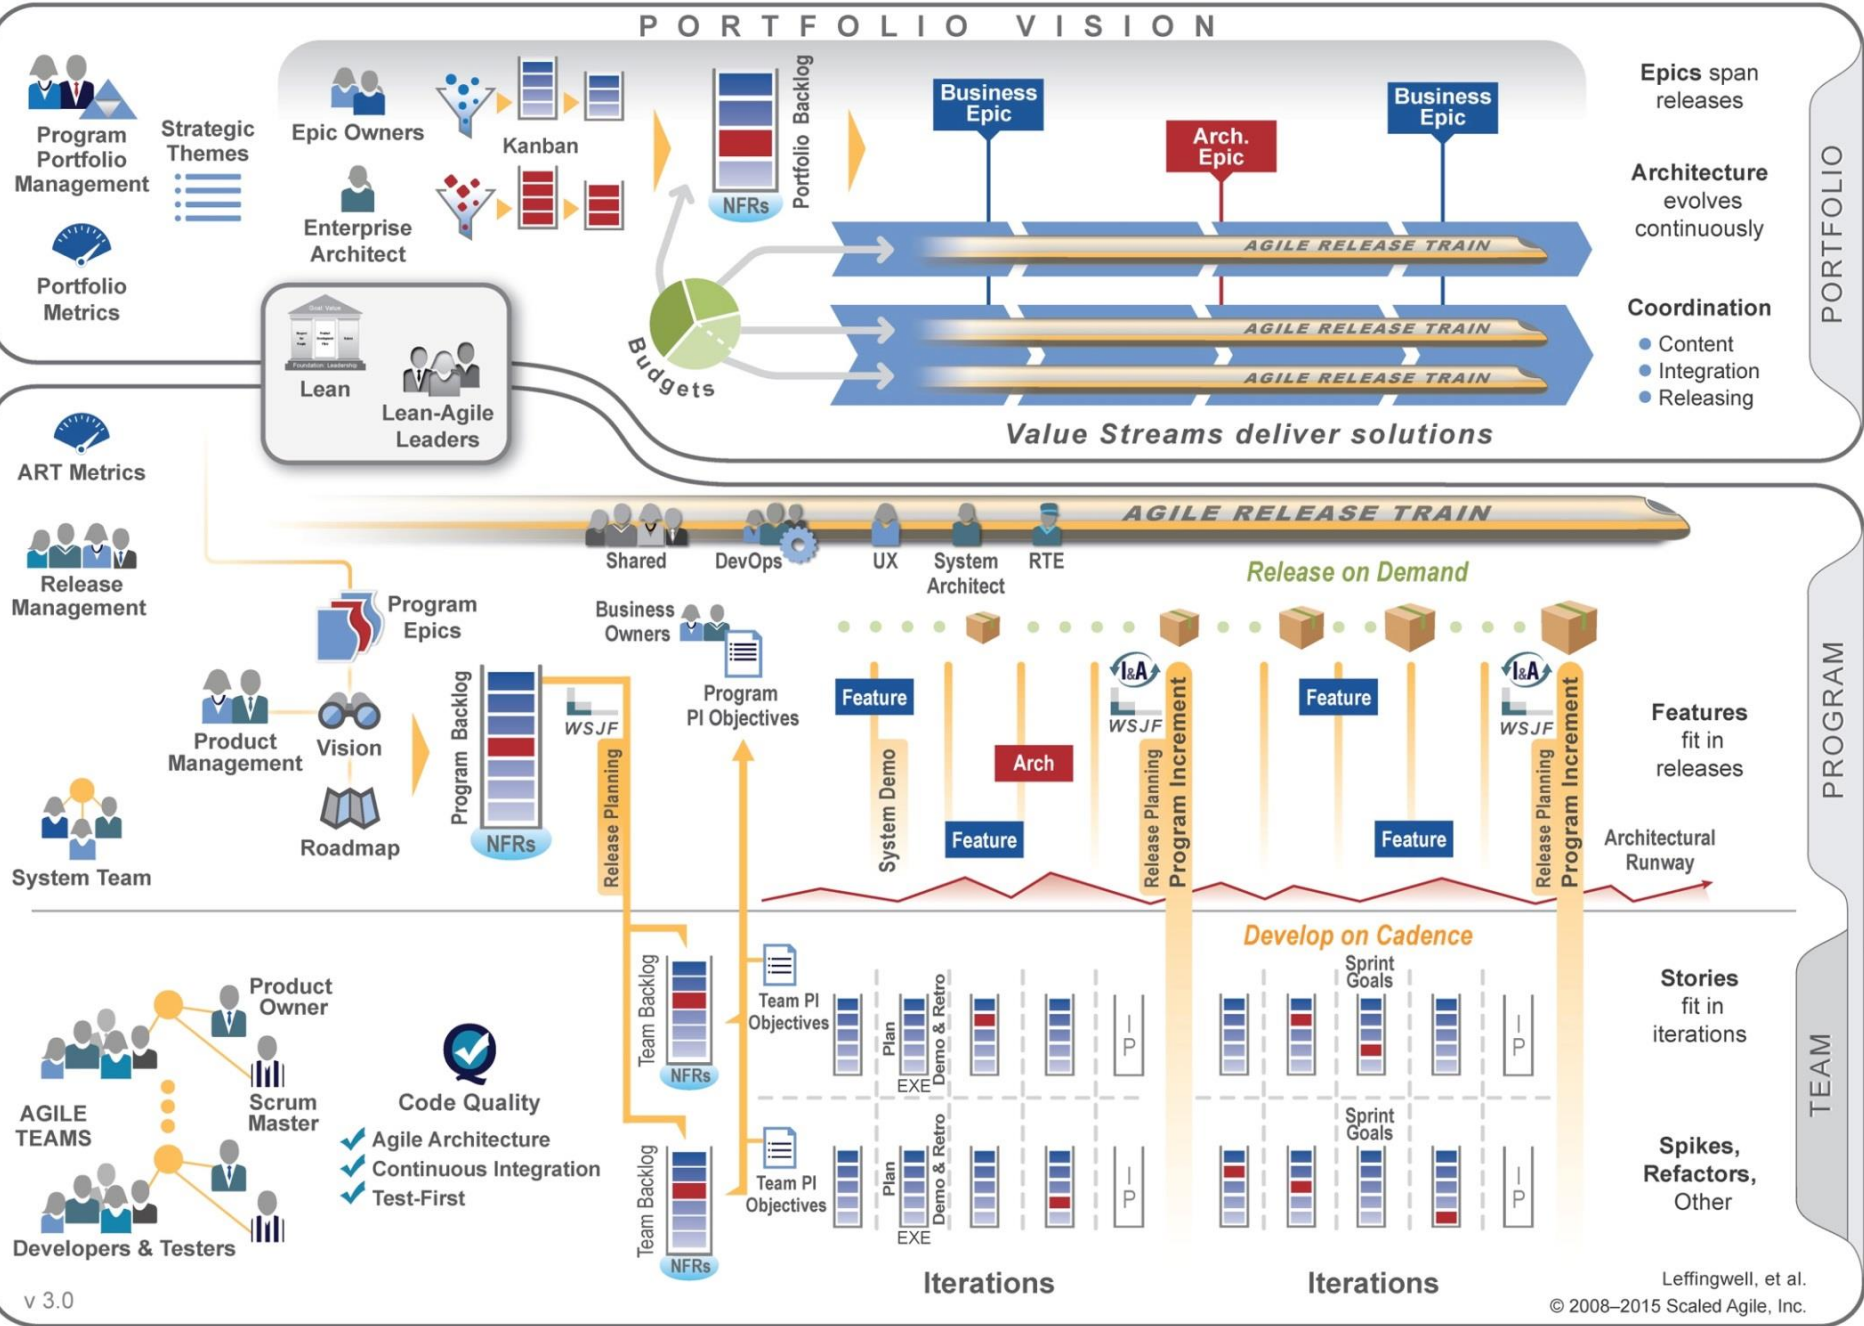 PORTFOLIO VISION
Program
Portfolio
Management
Strategic
Themes
Portfolio
Metrics
Epic Owners
Kanban
Enterprise
Architect
Portfolio Backlog
NFRs
Budgets
Business
Epic
Arch.
Epic
Business
Epic
AGILE RELEASE TRAIN
AGILE RELEASE TRAIN
AGILE RELEASE TRAIN
Value Streams deliver solutions
Epics span
releases
Architecture
evolves
continuously
Coordination
Content
Integration
Releasing
PORTFOLIO
Foundation: Leadership
Lean
Lean-Agile
Leaders
ART Metrics
Release
Management
Product
Management
System Team
Program
Epics
Vision
Roadmap
Program Backlog
NFRs
WSJF
Release Planning
AGILE RELEASE TRAIN
Shared
DevOps
UX
System
Architect
RTE
Business
Owners
Program
PI Objectives
Release on Demand
Feature
System Demo
Arch
Feature
I&A
WSJF
Release Planning
Program Increment
Feature
Feature
I&A
WSJF
Release Planning
Program Increment
Features
fit in
releases
Architectural
Runway
PROGRAM
Develop on Cadence
AGILE
TEAMS
Product
Owner
Scrum
Master
Developers & Testers
Code Quality
Agile Architecture
Continuous Integration
Test-First
Team Backlog
NFRs
Team PI
Objectives
Plan
EXE
Demo & Retro
I
P
Sprint
Goals
I
P
Team Backlog
NFRs
Team PI
Objectives
Plan
EXE
Demo & Retro
I
P
Sprint
Goals
I
P
Iterations
Iterations
Stories
fit in
iterations
Spikes,
Refactors,
Other
TEAM
v 3.0
Leffingwell, et al.
© 2008–2015 Scaled Agile, Inc.